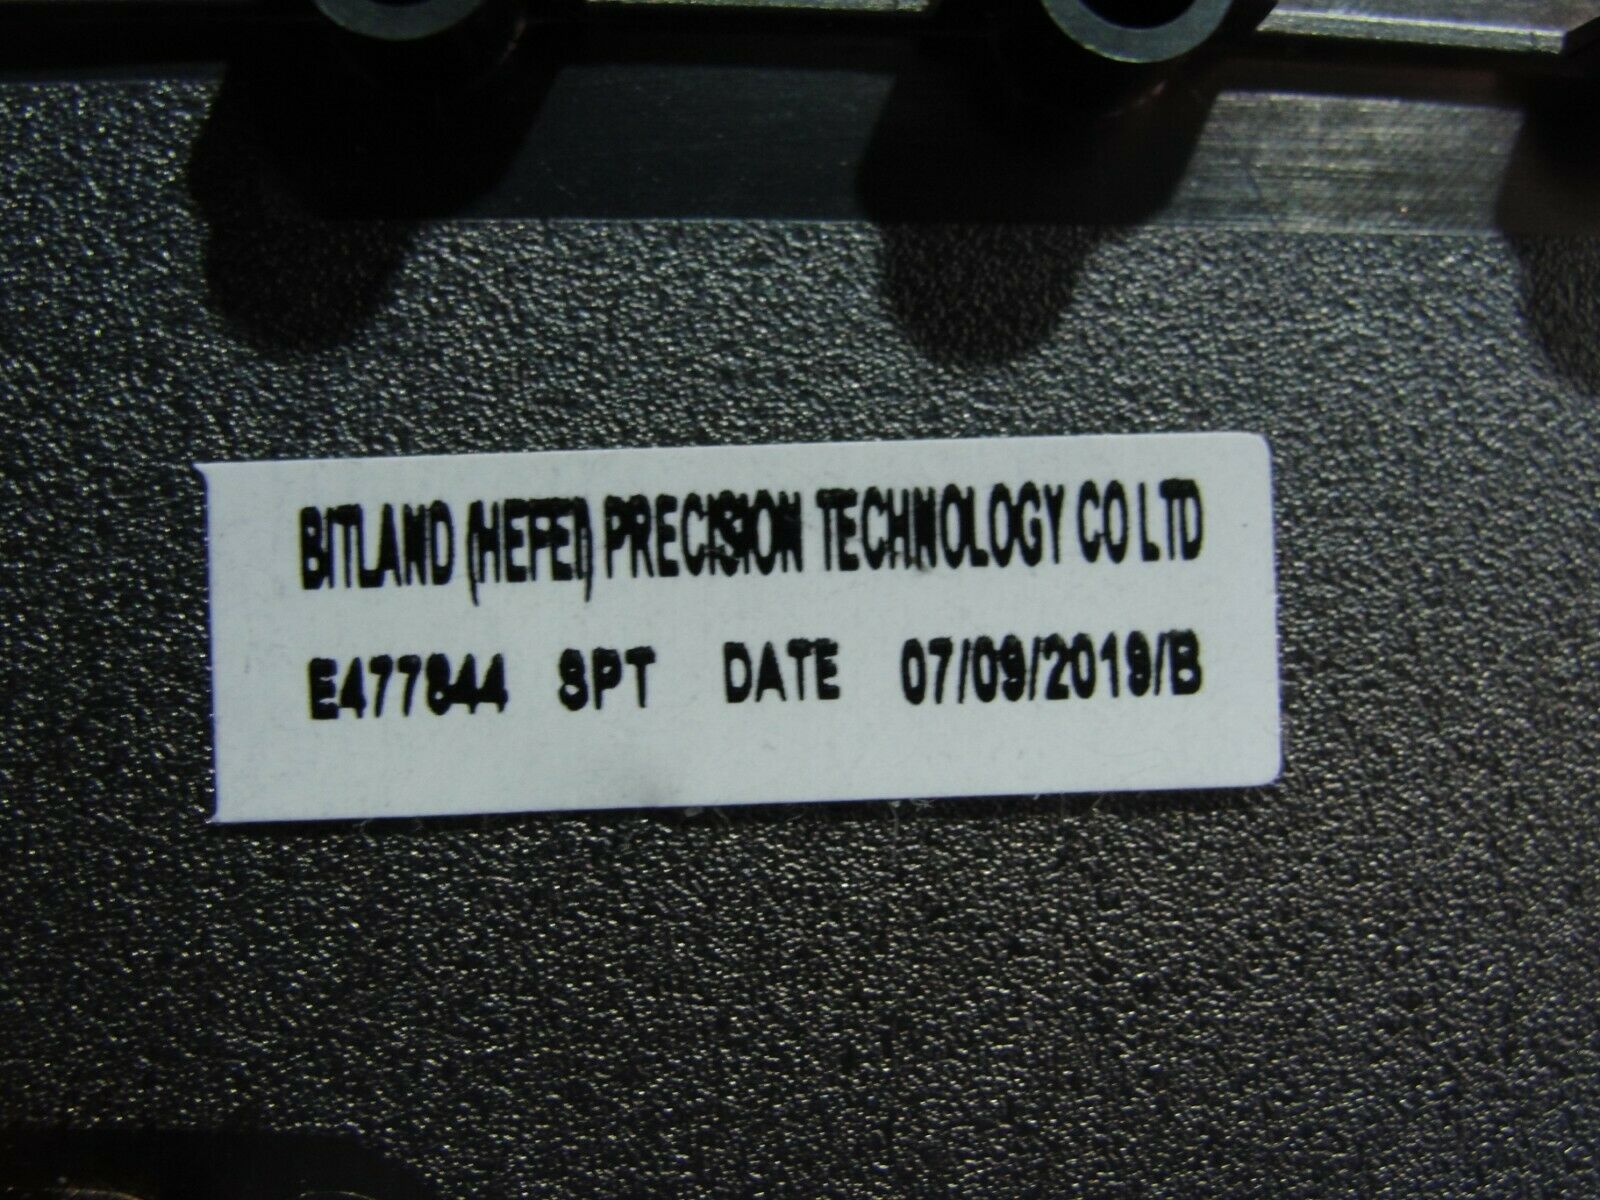 BITLAND (HEFEI) PRECISION TECHNOLOGY CO LTD
E477844 SPT DATE 07/09/2019/B